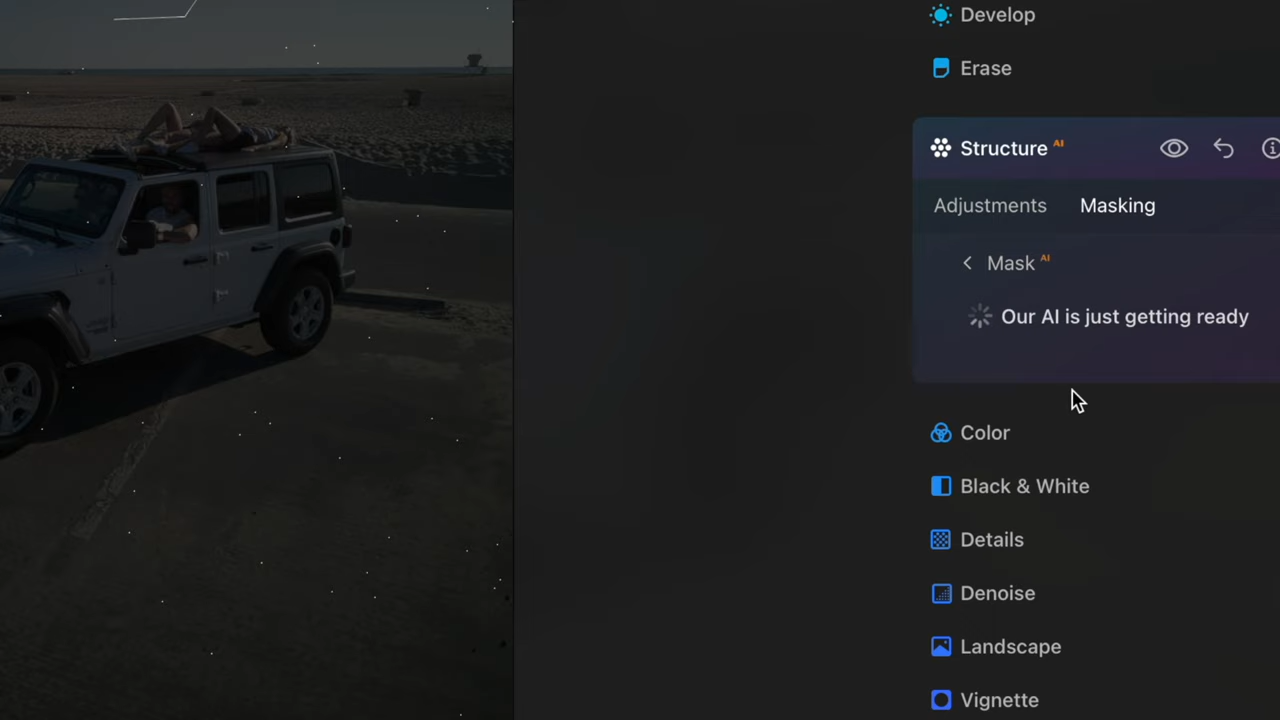 Develop
Erase
Structure AI
Adjustments Masking
Mask AI
Our AI is just getting ready
Color
Black & White
Details
Denoise
Landscape
Vignette